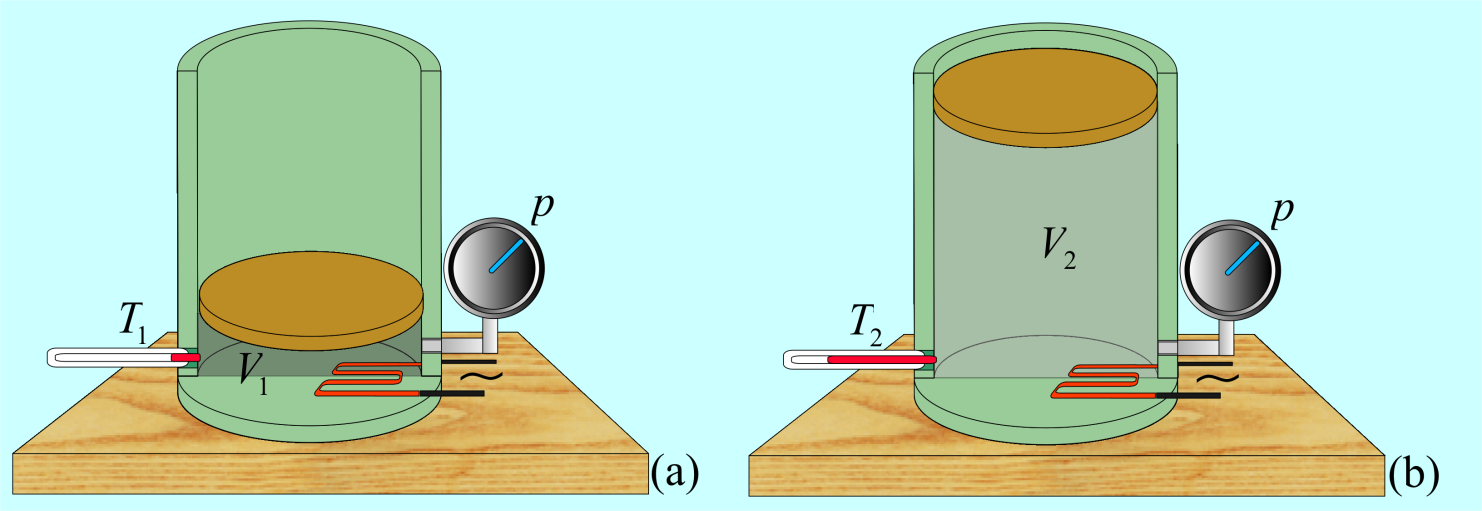 p
T₁
V₁
~
(a)
p
V₂
T₂
~
(b)